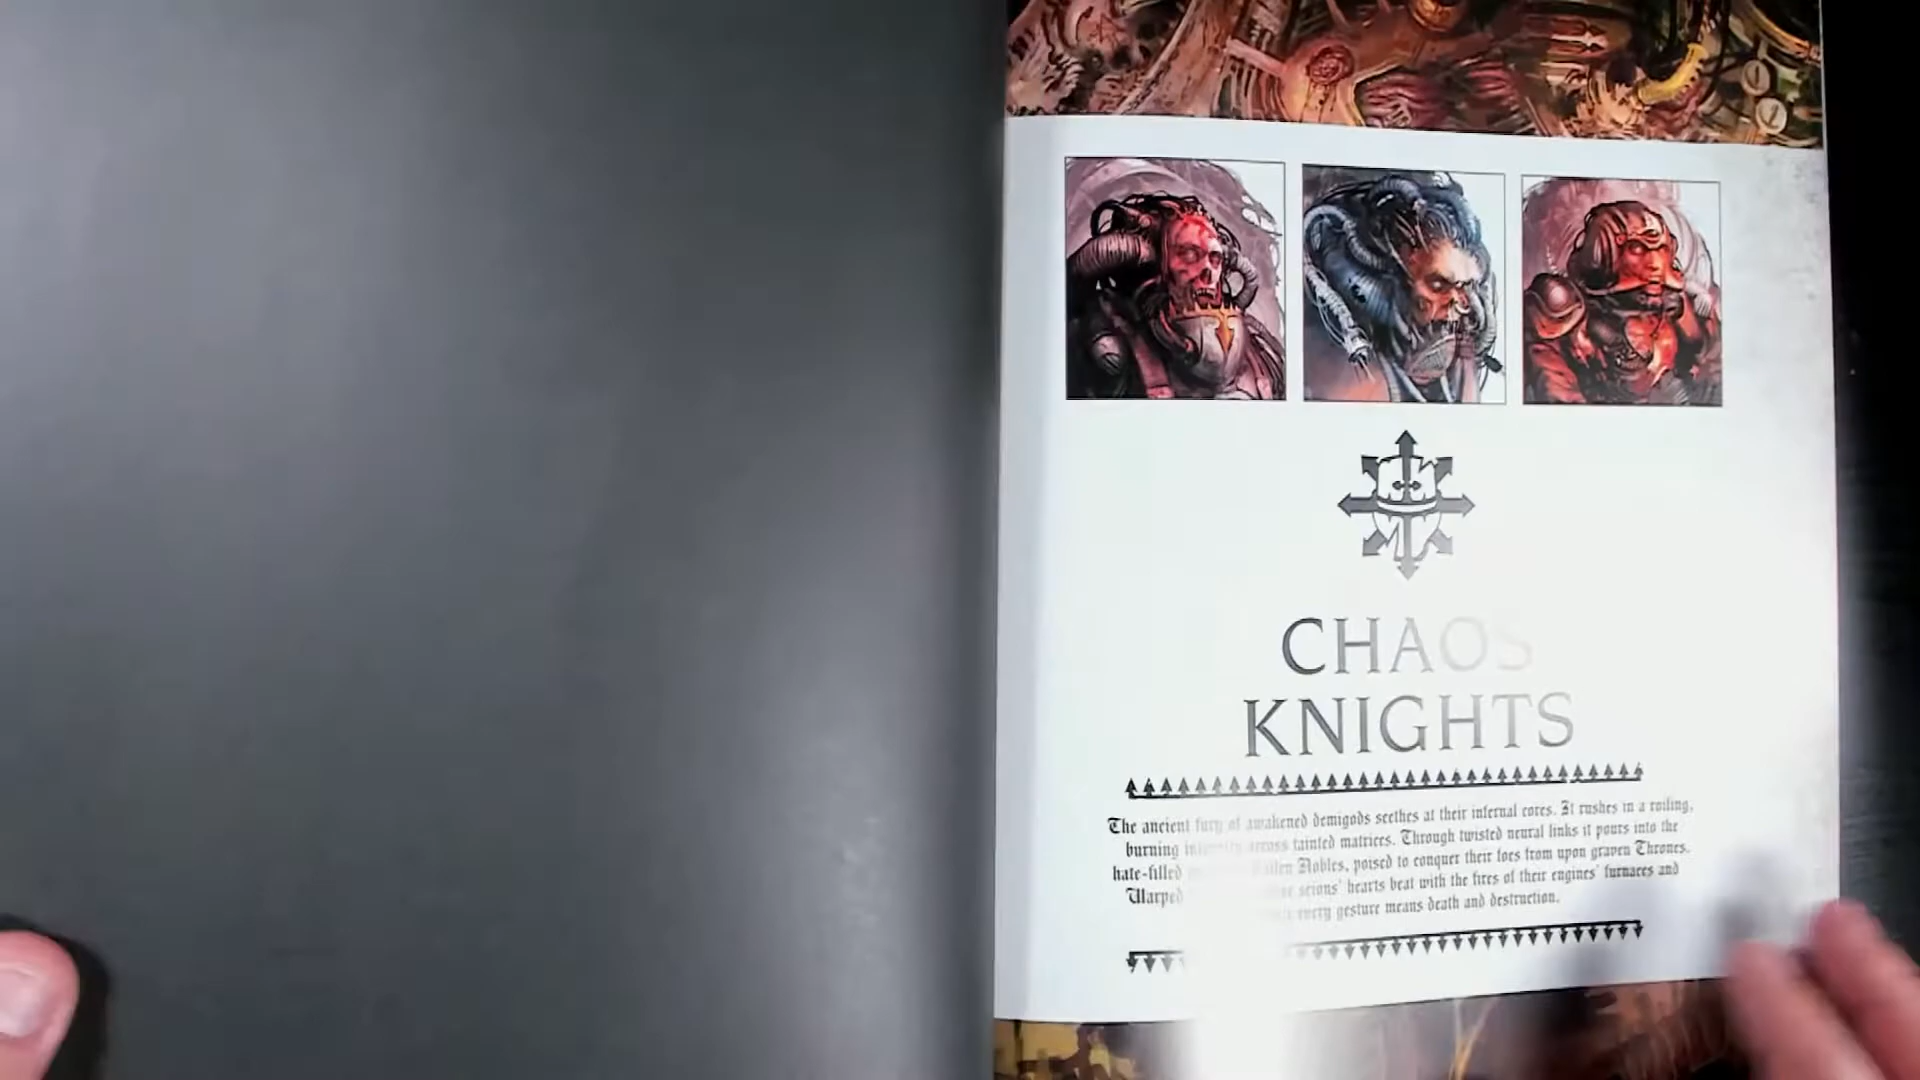 CHAOS
KNIGHTS
The ancient fury of awakened demigods seethes at their infernal cores. It rushes in a roiling,
burning across tainted matrices. Through twisted neural links it pours into the
hate-filled Nobles, poised to conquer their foes from upon graven Thrones.
Warped scions' hearts beat with the fires of their engines' furnaces and
every gesture means death and destruction.